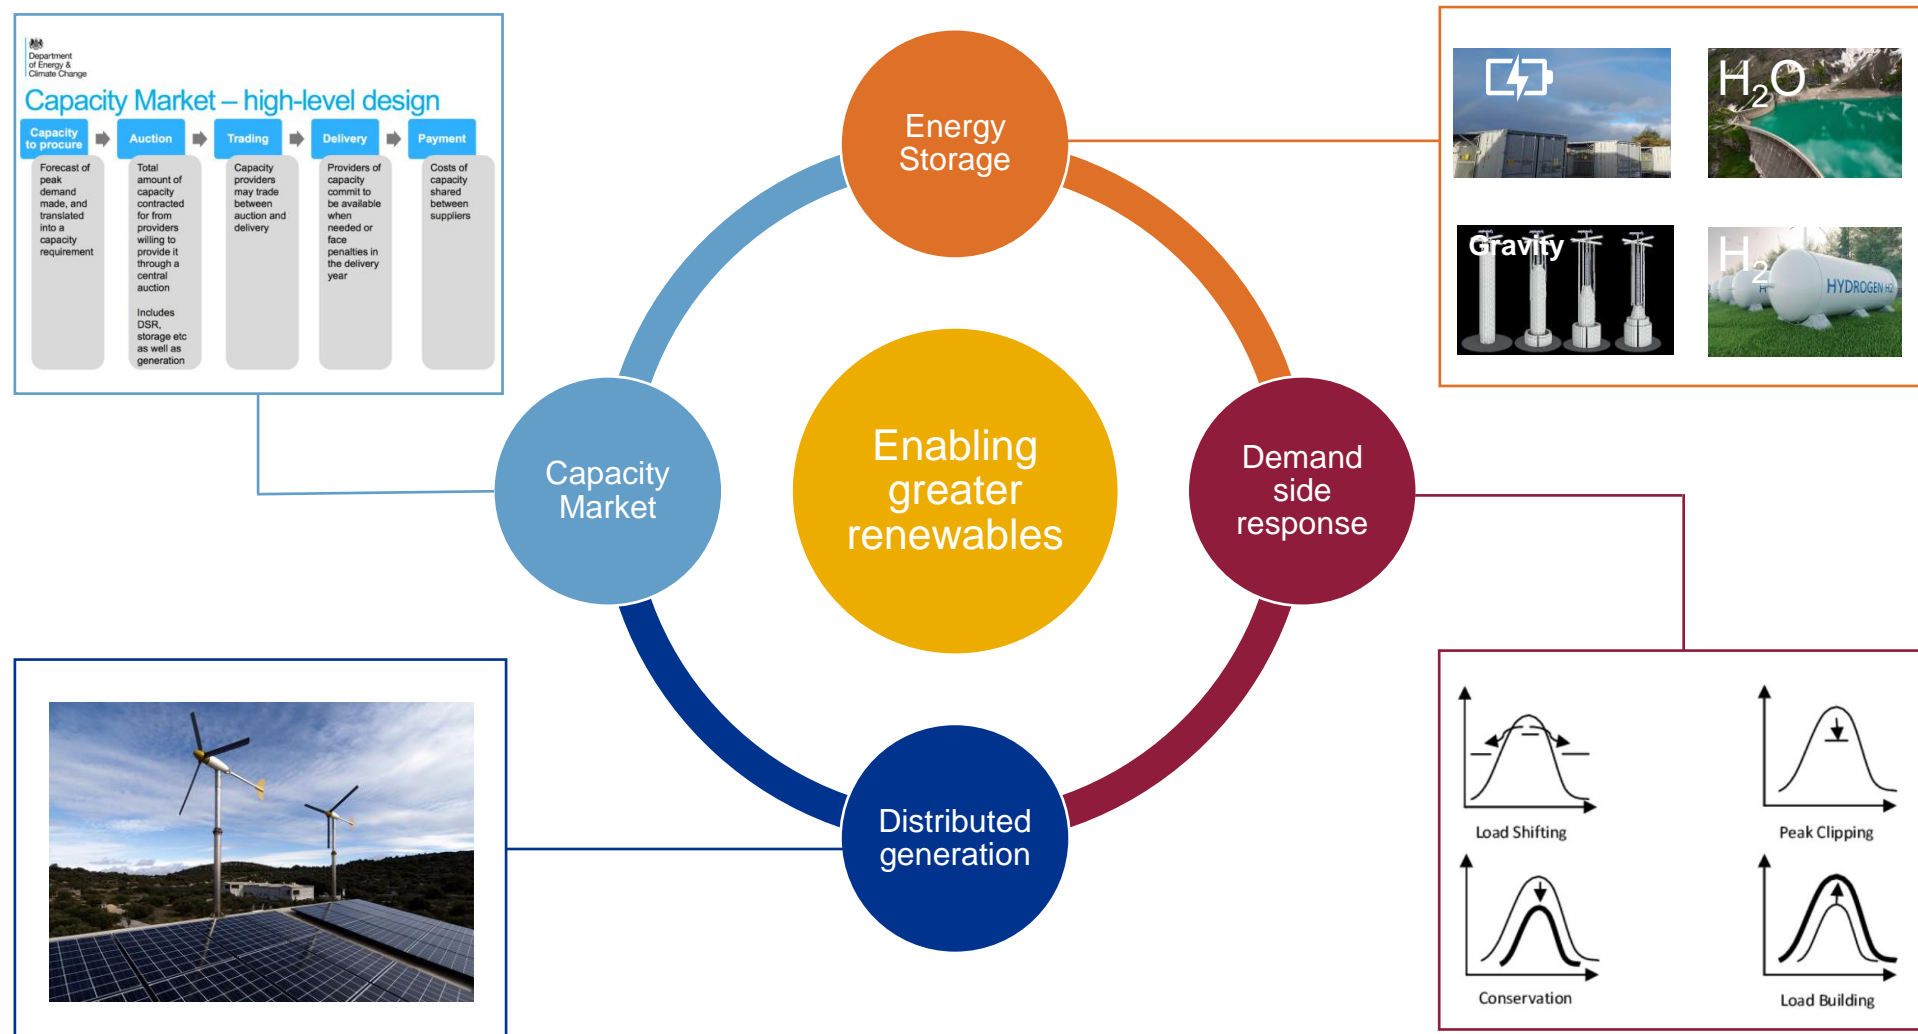 Department
of Energy &
Climate Change
Capacity Market – high-level design
Capacity
to procure
Auction
Trading
Delivery
Payment
Forecast of
peak
demand
made, and
translated
into a
capacity
requirement
Total
amount of
capacity
contracted
for from
providers
willing to
provide it
through a
central
auction
Includes
DSR,
storage etc
as well as
generation
Capacity
providers
may trade
between
auction and
delivery
Providers of
capacity
commit to
be available
when
needed or
face
penalties in
the delivery
year
Costs of
capacity
shared
between
suppliers
Energy
Storage
H₂O
Gravity
H₂
HYDROGEN H2
Capacity
Market
Enabling
greater
renewables
Demand
side
response
Distributed
generation
Load Shifting
Peak Clipping
Conservation
Load Building